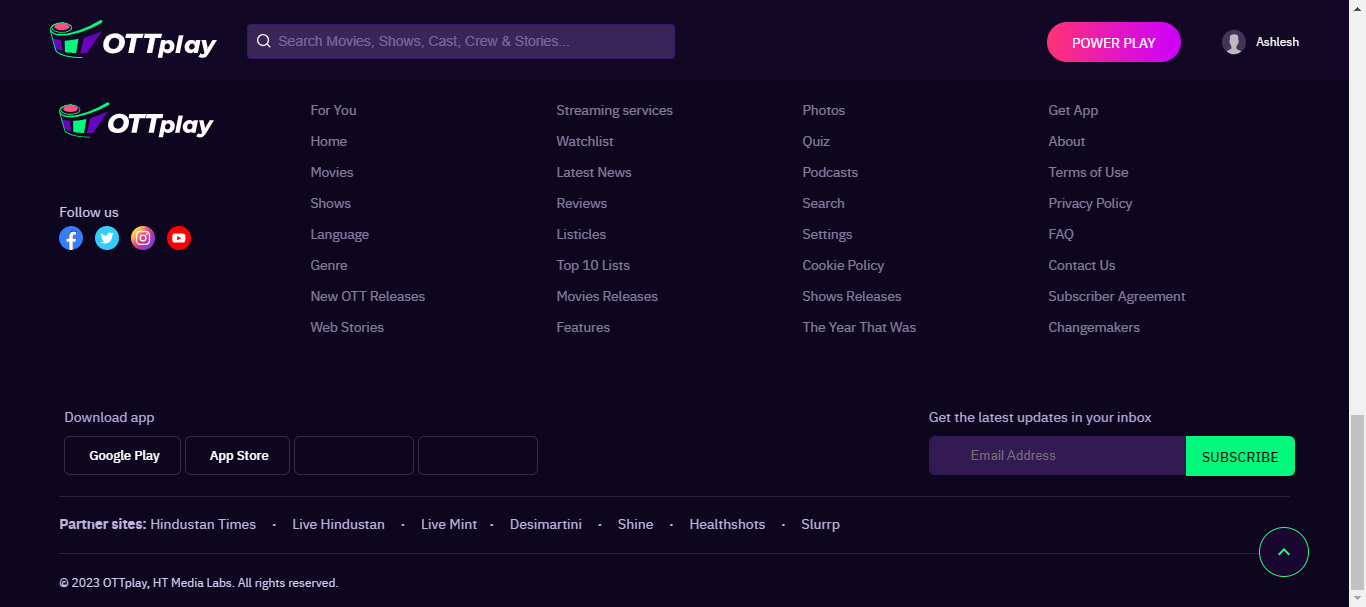 OTTplay
Search Movies, Shows, Cast, Crew & Stories...
POWER PLAY
Ashlesh
OTTplay
Follow us
For You
Home
Movies
Shows
Language
Genre
New OTT Releases
Web Stories
Streaming services
Watchlist
Latest News
Reviews
Listicles
Top 10 Lists
Movies Releases
Features
Photos
Quiz
Podcasts
Search
Settings
Cookie Policy
Shows Releases
The Year That Was
Get App
About
Terms of Use
Privacy Policy
FAQ
Contact Us
Subscriber Agreement
Changemakers
Download app
Google Play
App Store
Get the latest updates in your inbox
Email Address
SUBSCRIBE
Partner sites: Hindustan Times · Live Hindustan · Live Mint · Desimartini · Shine · Healthshots · Slurrp
© 2023 OTTplay, HT Media Labs. All rights reserved.